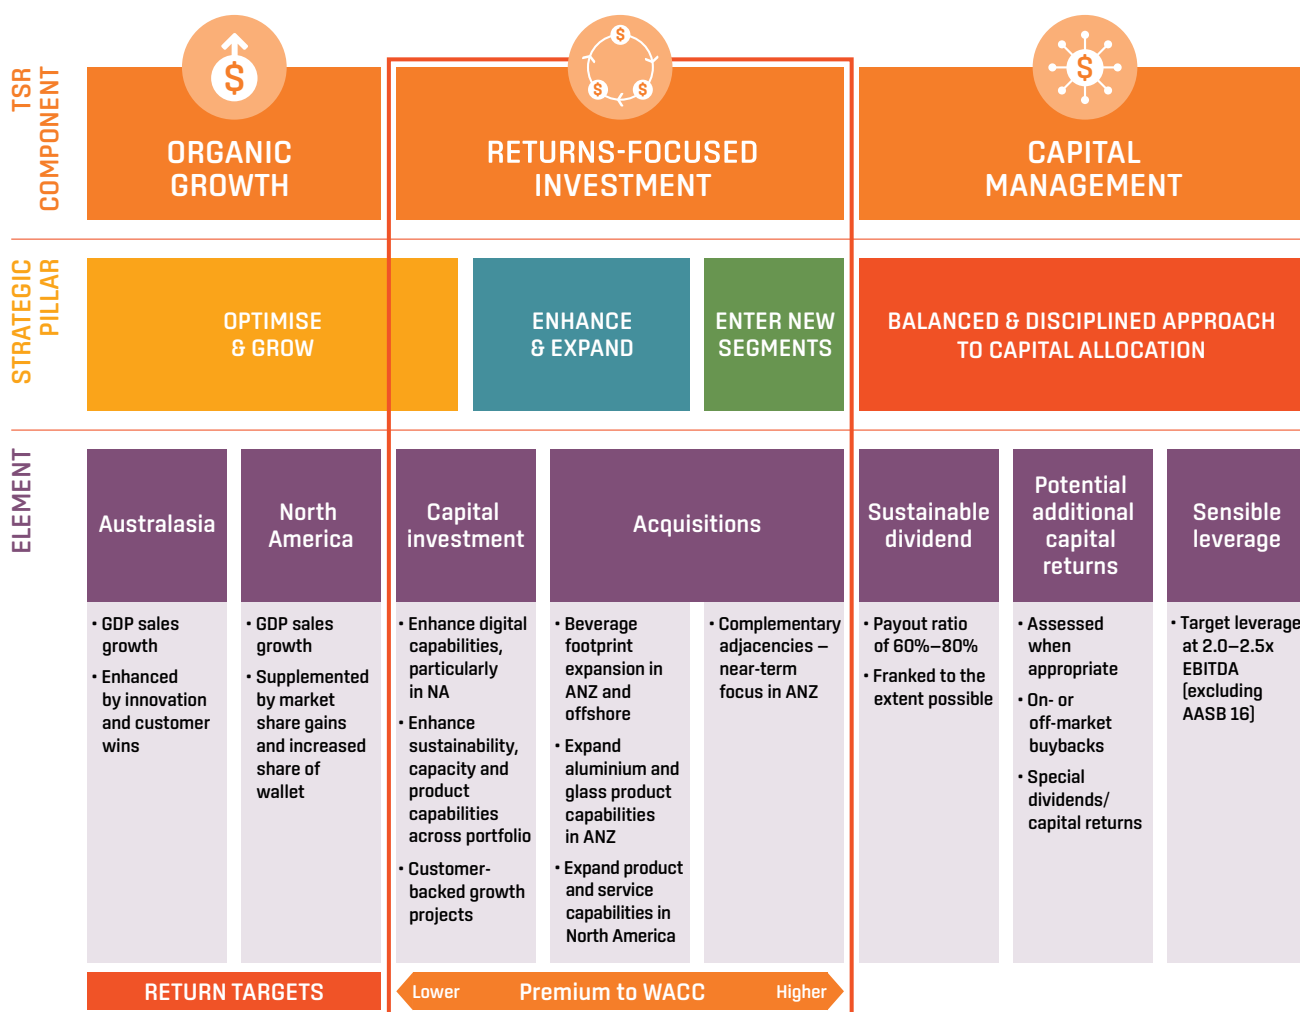 TSR
COMPONENT
ORGANIC
GROWTH
RETURNS-FOCUSED
INVESTMENT
CAPITAL
MANAGEMENT
STRATEGIC
PILLAR
OPTIMISE
& GROW
ENHANCE
& EXPAND
ENTER NEW
SEGMENTS
BALANCED & DISCIPLINED APPROACH
TO CAPITAL ALLOCATION
ELEMENT
Australasia
North
America
Capital
investment
Acquisitions
Sustainable
dividend
Potential
additional
capital
returns
Sensible
leverage
• GDP sales
growth
• Enhanced
by innovation
and customer
wins
• GDP sales
growth
• Supplemented
by market
share gains
and increased
share of
wallet
• Enhance digital
capabilities,
particularly
in NA
• Enhance
sustainability,
capacity and
product
capabilities
across portfolio
• Customer-
backed growth
projects
• Beverage
footprint
expansion in
ANZ and
offshore
• Expand
aluminium and
glass product
capabilities
in ANZ
• Expand product
and service
capabilities in
North America
• Complementary
adjacencies –
near-term
focus in ANZ
• Payout ratio
of 60%–80%
• Franked to the
extent possible
• Assessed
when
appropriate
• On- or
off-market
buybacks
• Special
dividends/
capital returns
• Target leverage
at 2.0–2.5x
EBITDA
(excluding
AASB 16)
RETURN TARGETS
Lower
Premium to WACC
Higher